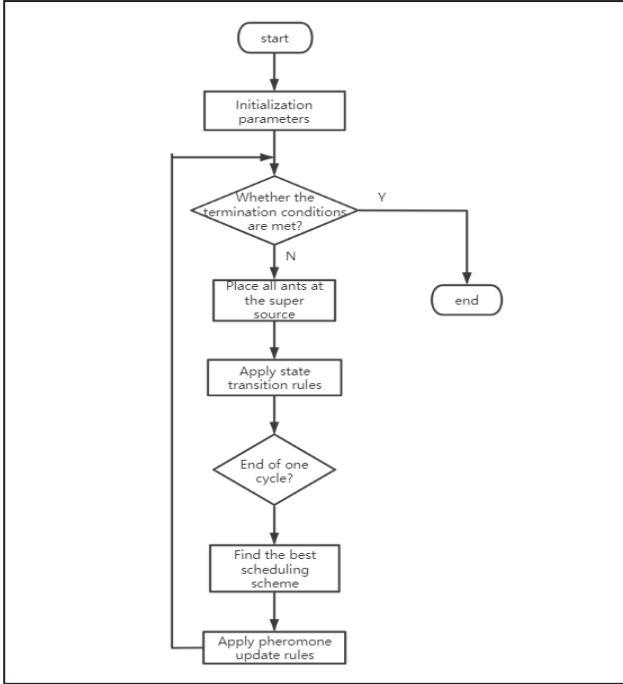 start
Initialization
parameters
Whether the
termination conditions
are met?
Y
N
Place all ants at
the super
source
end
Apply state
transition rules
End of one
cycle?
Find the best
scheduling
scheme
Apply pheromone
update rules